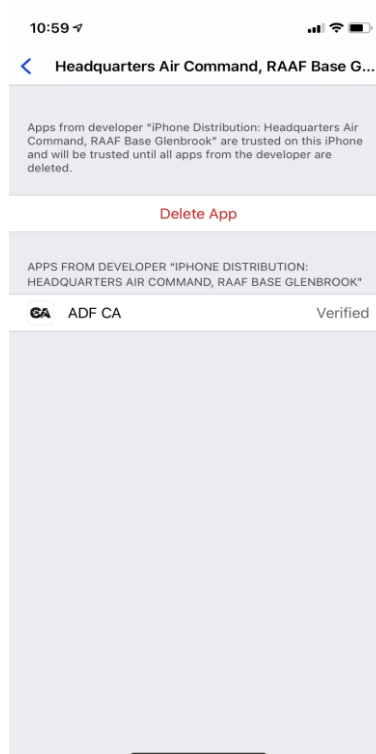 10:59
Headquarters Air Command, RAAF Base G...
Apps from developer “iPhone Distribution: Headquarters Air
Command, RAAF Base Glenbrook” are trusted on this iPhone
and will be trusted until all apps from the developer are
deleted.
Delete App
APPS FROM DEVELOPER “IPHONE DISTRIBUTION:
HEADQUARTERS AIR COMMAND, RAAF BASE GLENBROOK”
CA ADF CA Verified